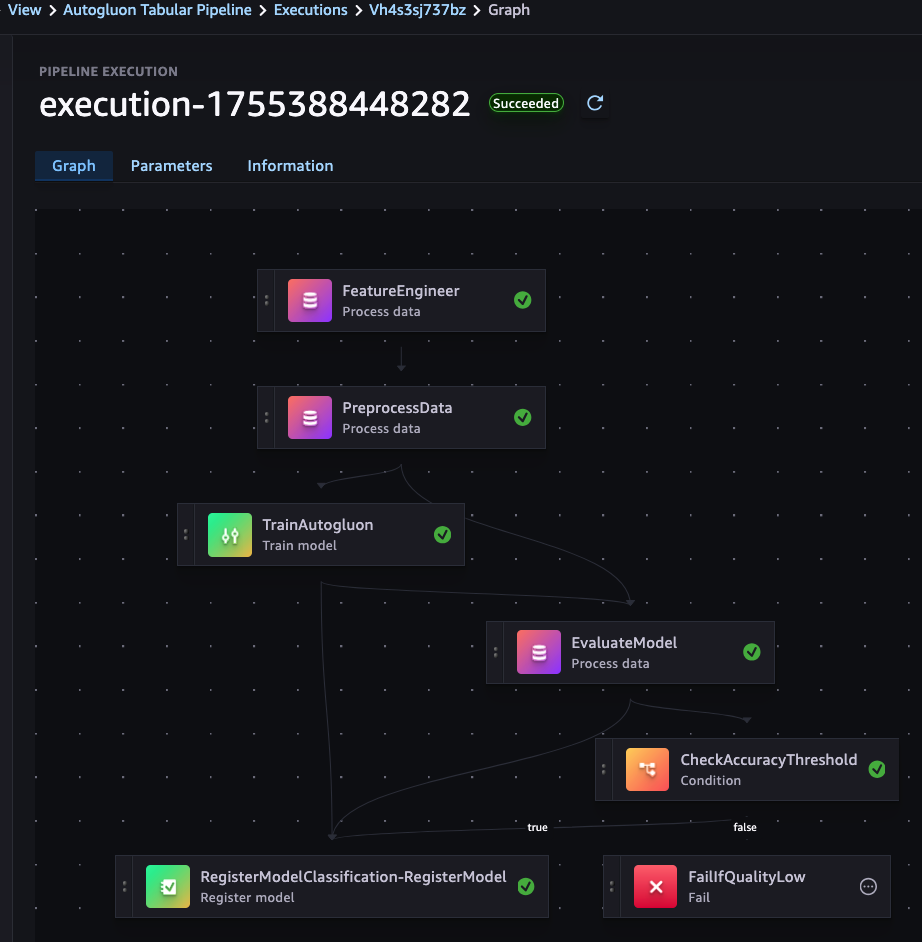 View > Autogluon Tabular Pipeline > Executions > Vh4s3sj737bz > Graph
PIPELINE EXECUTION
execution-1755388448282 Succeeded
Graph Parameters Information
FeatureEngineer
Process data
PreprocessData
Process data
TrainAutogluon
Train model
EvaluateModel
Process data
CheckAccuracyThreshold
Condition
true false
RegisterModelClassification-RegisterModel
Register model
FailIfQualityLow
Fail